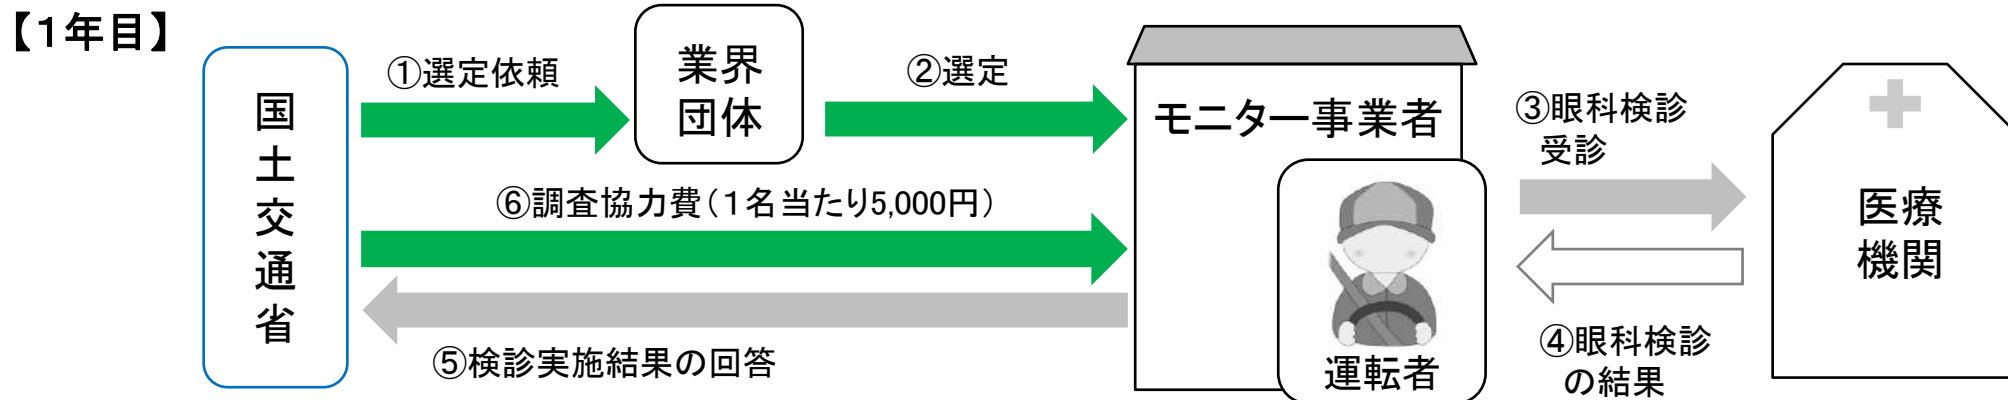 【1年目】
国土交通省
①選定依頼
業界
団体
②選定
モニター事業者
③眼科検診
受診
⑥調査協力費(1名当たり5,000円)
医療
機関
⑤検診実施結果の回答
運転者
④眼科検診
の結果